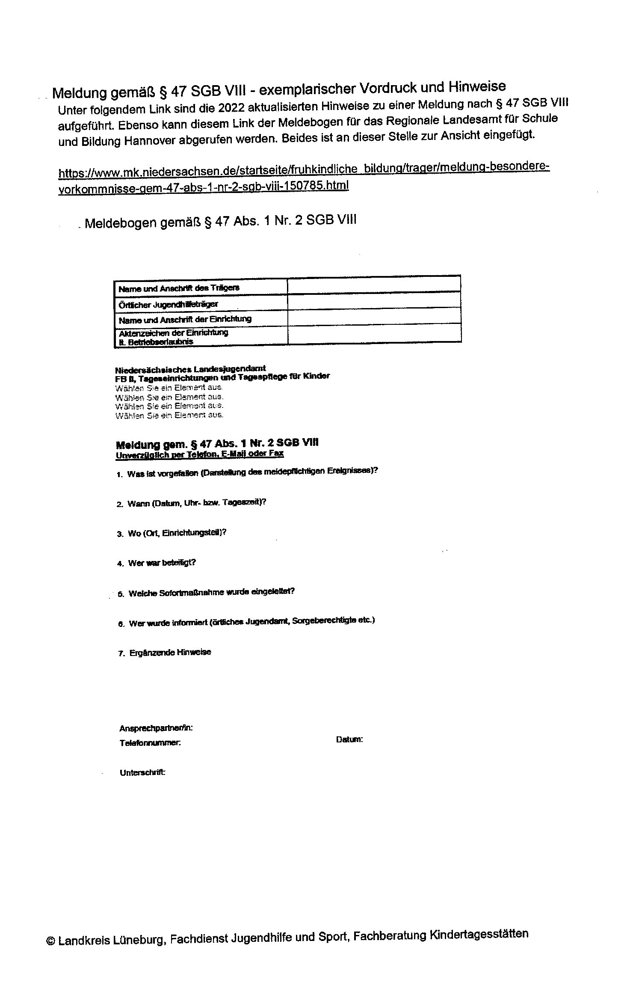 Meldung gemäß § 47 SGB VIII - exemplarischer Vordruck und Hinweise
Unter folgendem Link sind die 2022 aktualisierten Hinweise zu einer Meldung nach § 47 SGB VIII
aufgeführt. Ebenso kann diesem Link der Meldebogen für das Regionale Landesamt für Schule
und Bildung Hannover abgerufen werden. Beides ist an dieser Stelle zur Ansicht eingefügt.
https://www.mk.niedersachsen.de/startseite/fruhkindliche_bildung/trager/meldung-besondere-
vorkommnisse-gem-47-abs-1-nr-2-sgb-viii-150785.html
Meldebogen gemäß § 47 Abs. 1 Nr. 2 SGB VIII
Name und Anschrift des Trägers
Örtlicher Jugendhilfeträger
Name und Anschrift der Einrichtung
Aktenzeichen der Einrichtung
lt. Betriebserlaubnis
Niedersächsisches Landesjugendamt
FB II, Tageseinrichtungen und Tagespflege für Kinder
Wählen Sie ein Element aus.
Wählen Sie ein Element aus.
Wählen Sie ein Element aus.
Wählen Sie ein Element aus.
Meldung gem. § 47 Abs. 1 Nr. 2 SGB VIII
Unverzüglich per Telefon, E-Mail oder Fax
1. Was ist vorgefallen (Darstellung des meldepflichtigen Ereignisses)?
2. Wann (Datum, Uhr- bzw. Tageszeit)?
3. Wo (Ort, Einrichtungsteil)?
4. Wer war beteiligt?
5. Welche Sofortmaßnahme wurde eingeleitet?
6. Wer wurde informiert (örtliches Jugendamt, Sorgeberechtigte etc.)
7. Ergänzende Hinweise
Ansprechpartner/in:
Telefonnummer: Datum:
Unterschrift:
© Landkreis Lüneburg, Fachdienst Jugendhilfe und Sport, Fachberatung Kindertagesstätten